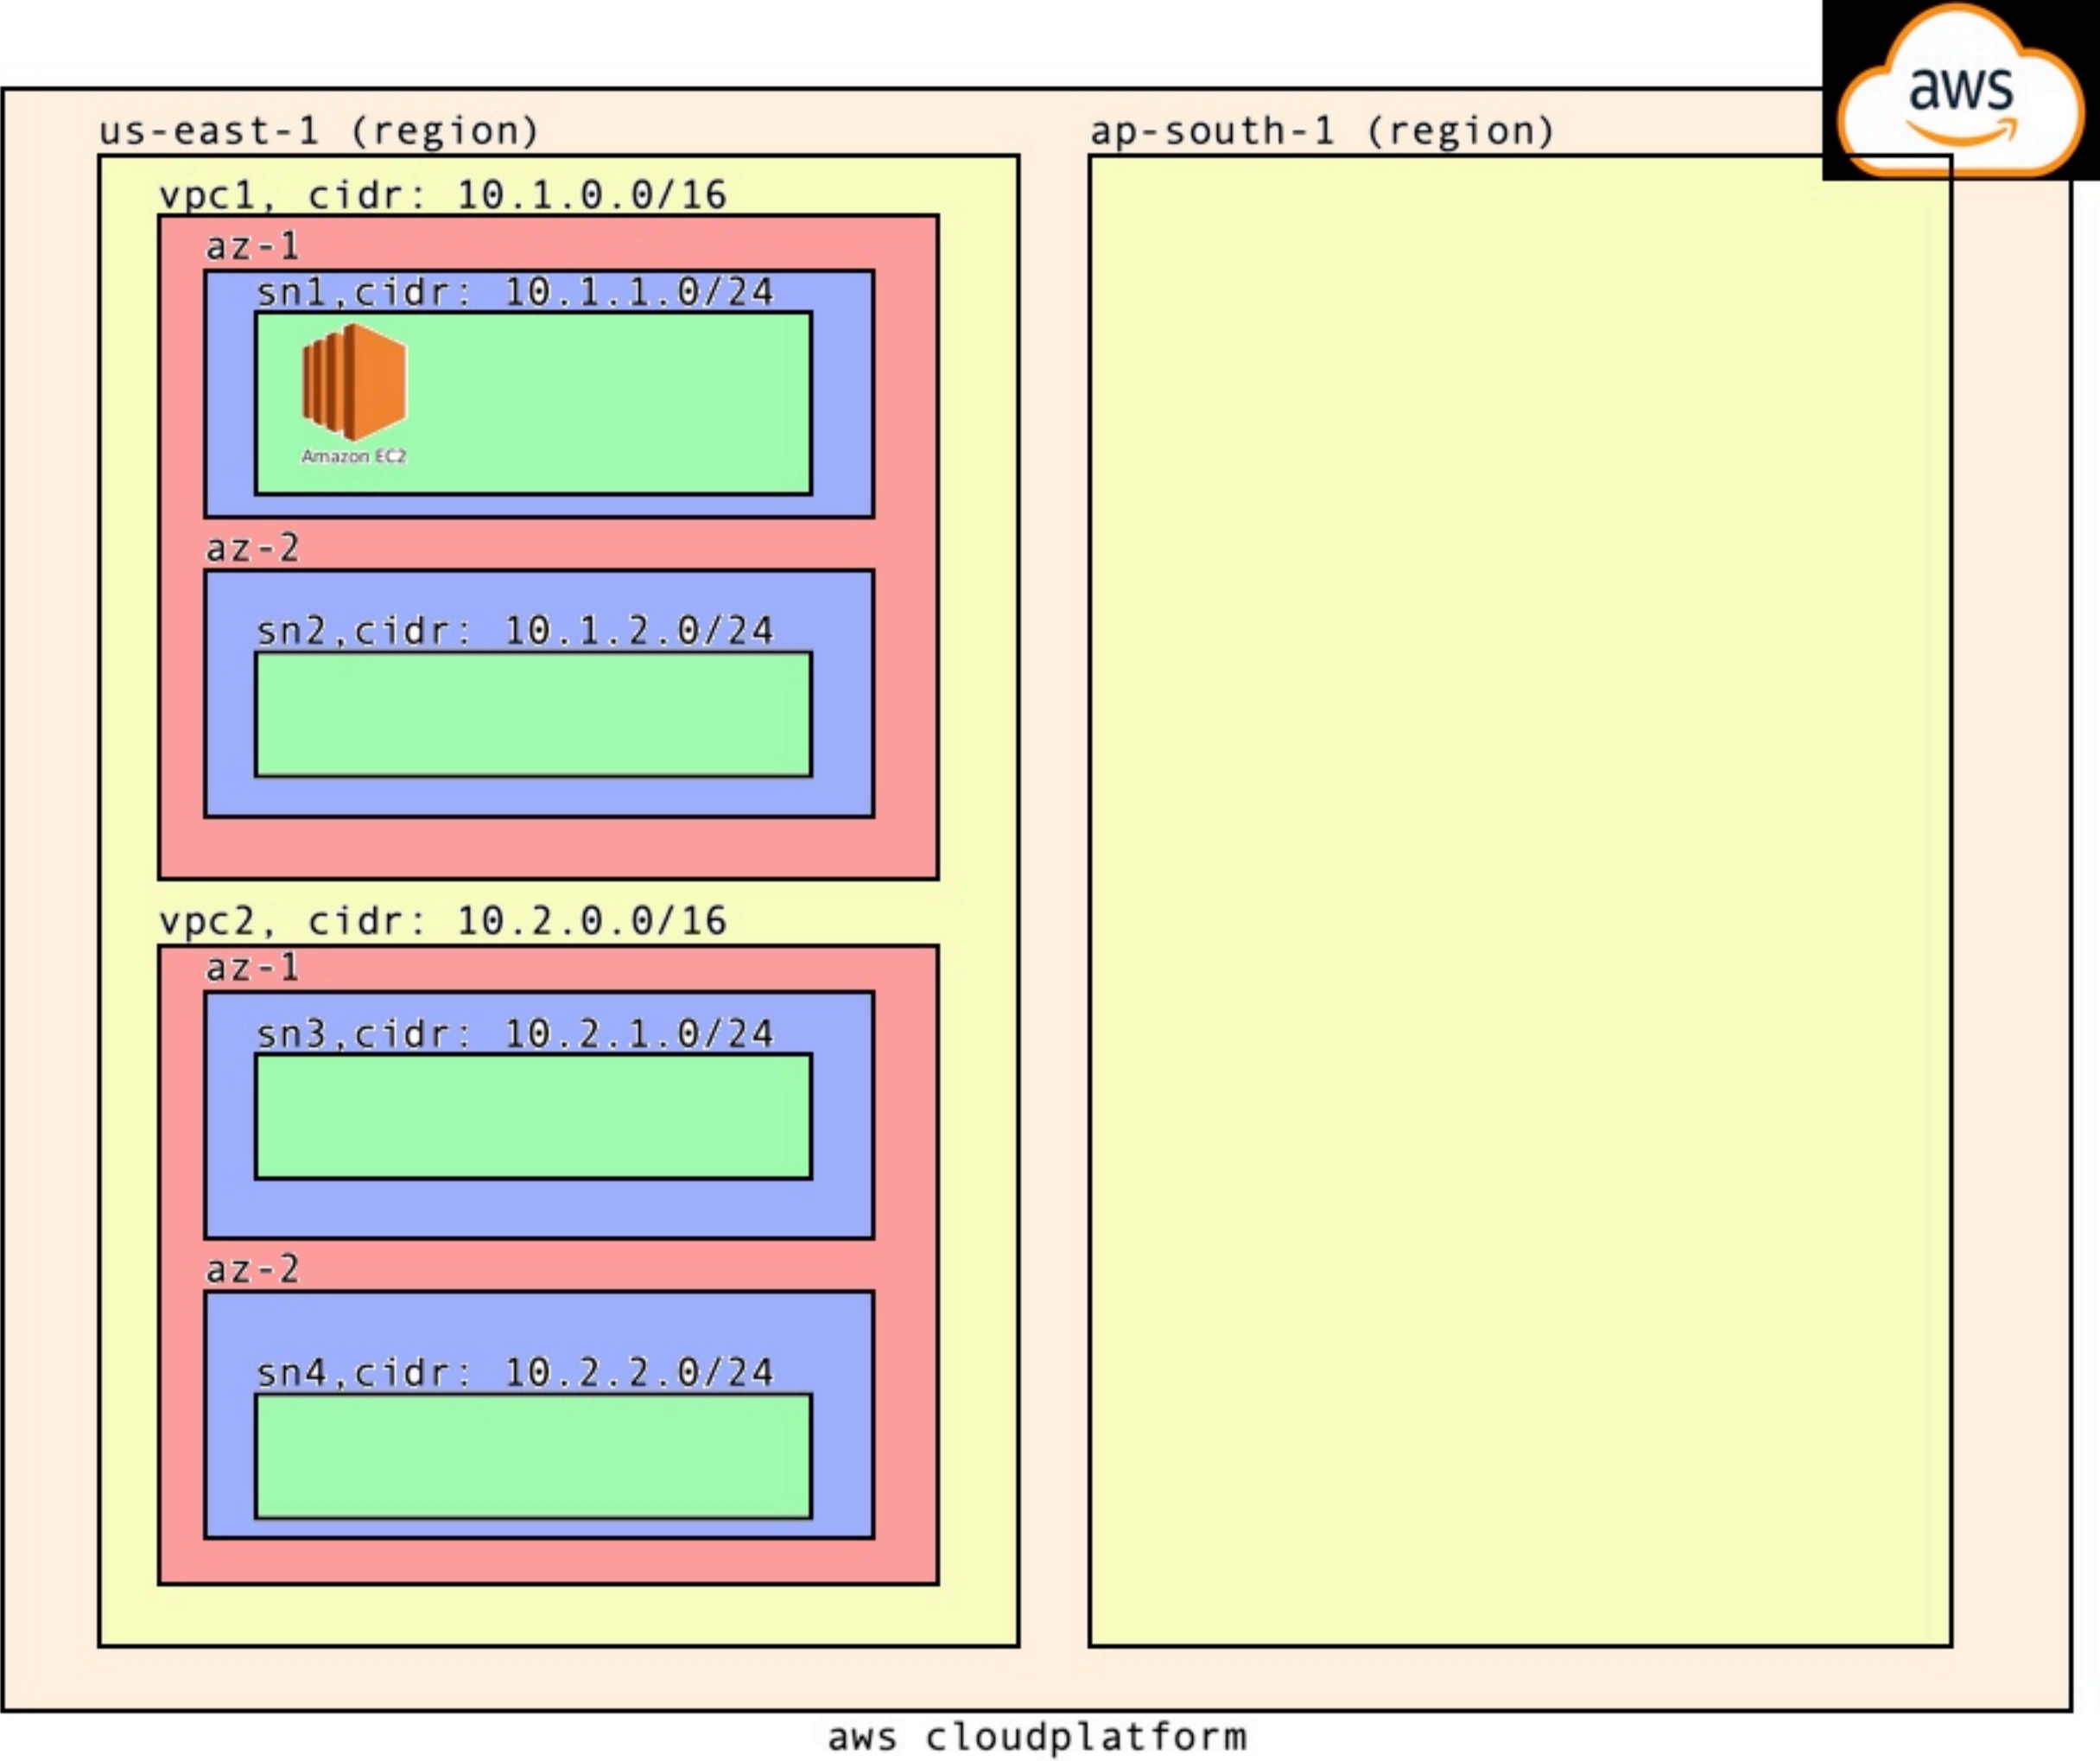 aws
us-east-1 (region)
ap-south-1 (region)
vpc1, cidr: 10.1.0.0/16
az-1
sn1,cidr: 10.1.1.0/24
Amazon EC2
az-2
sn2,cidr: 10.1.2.0/24
vpc2, cidr: 10.2.0.0/16
az-1
sn3,cidr: 10.2.1.0/24
az-2
sn4,cidr: 10.2.2.0/24
aws cloudplatform